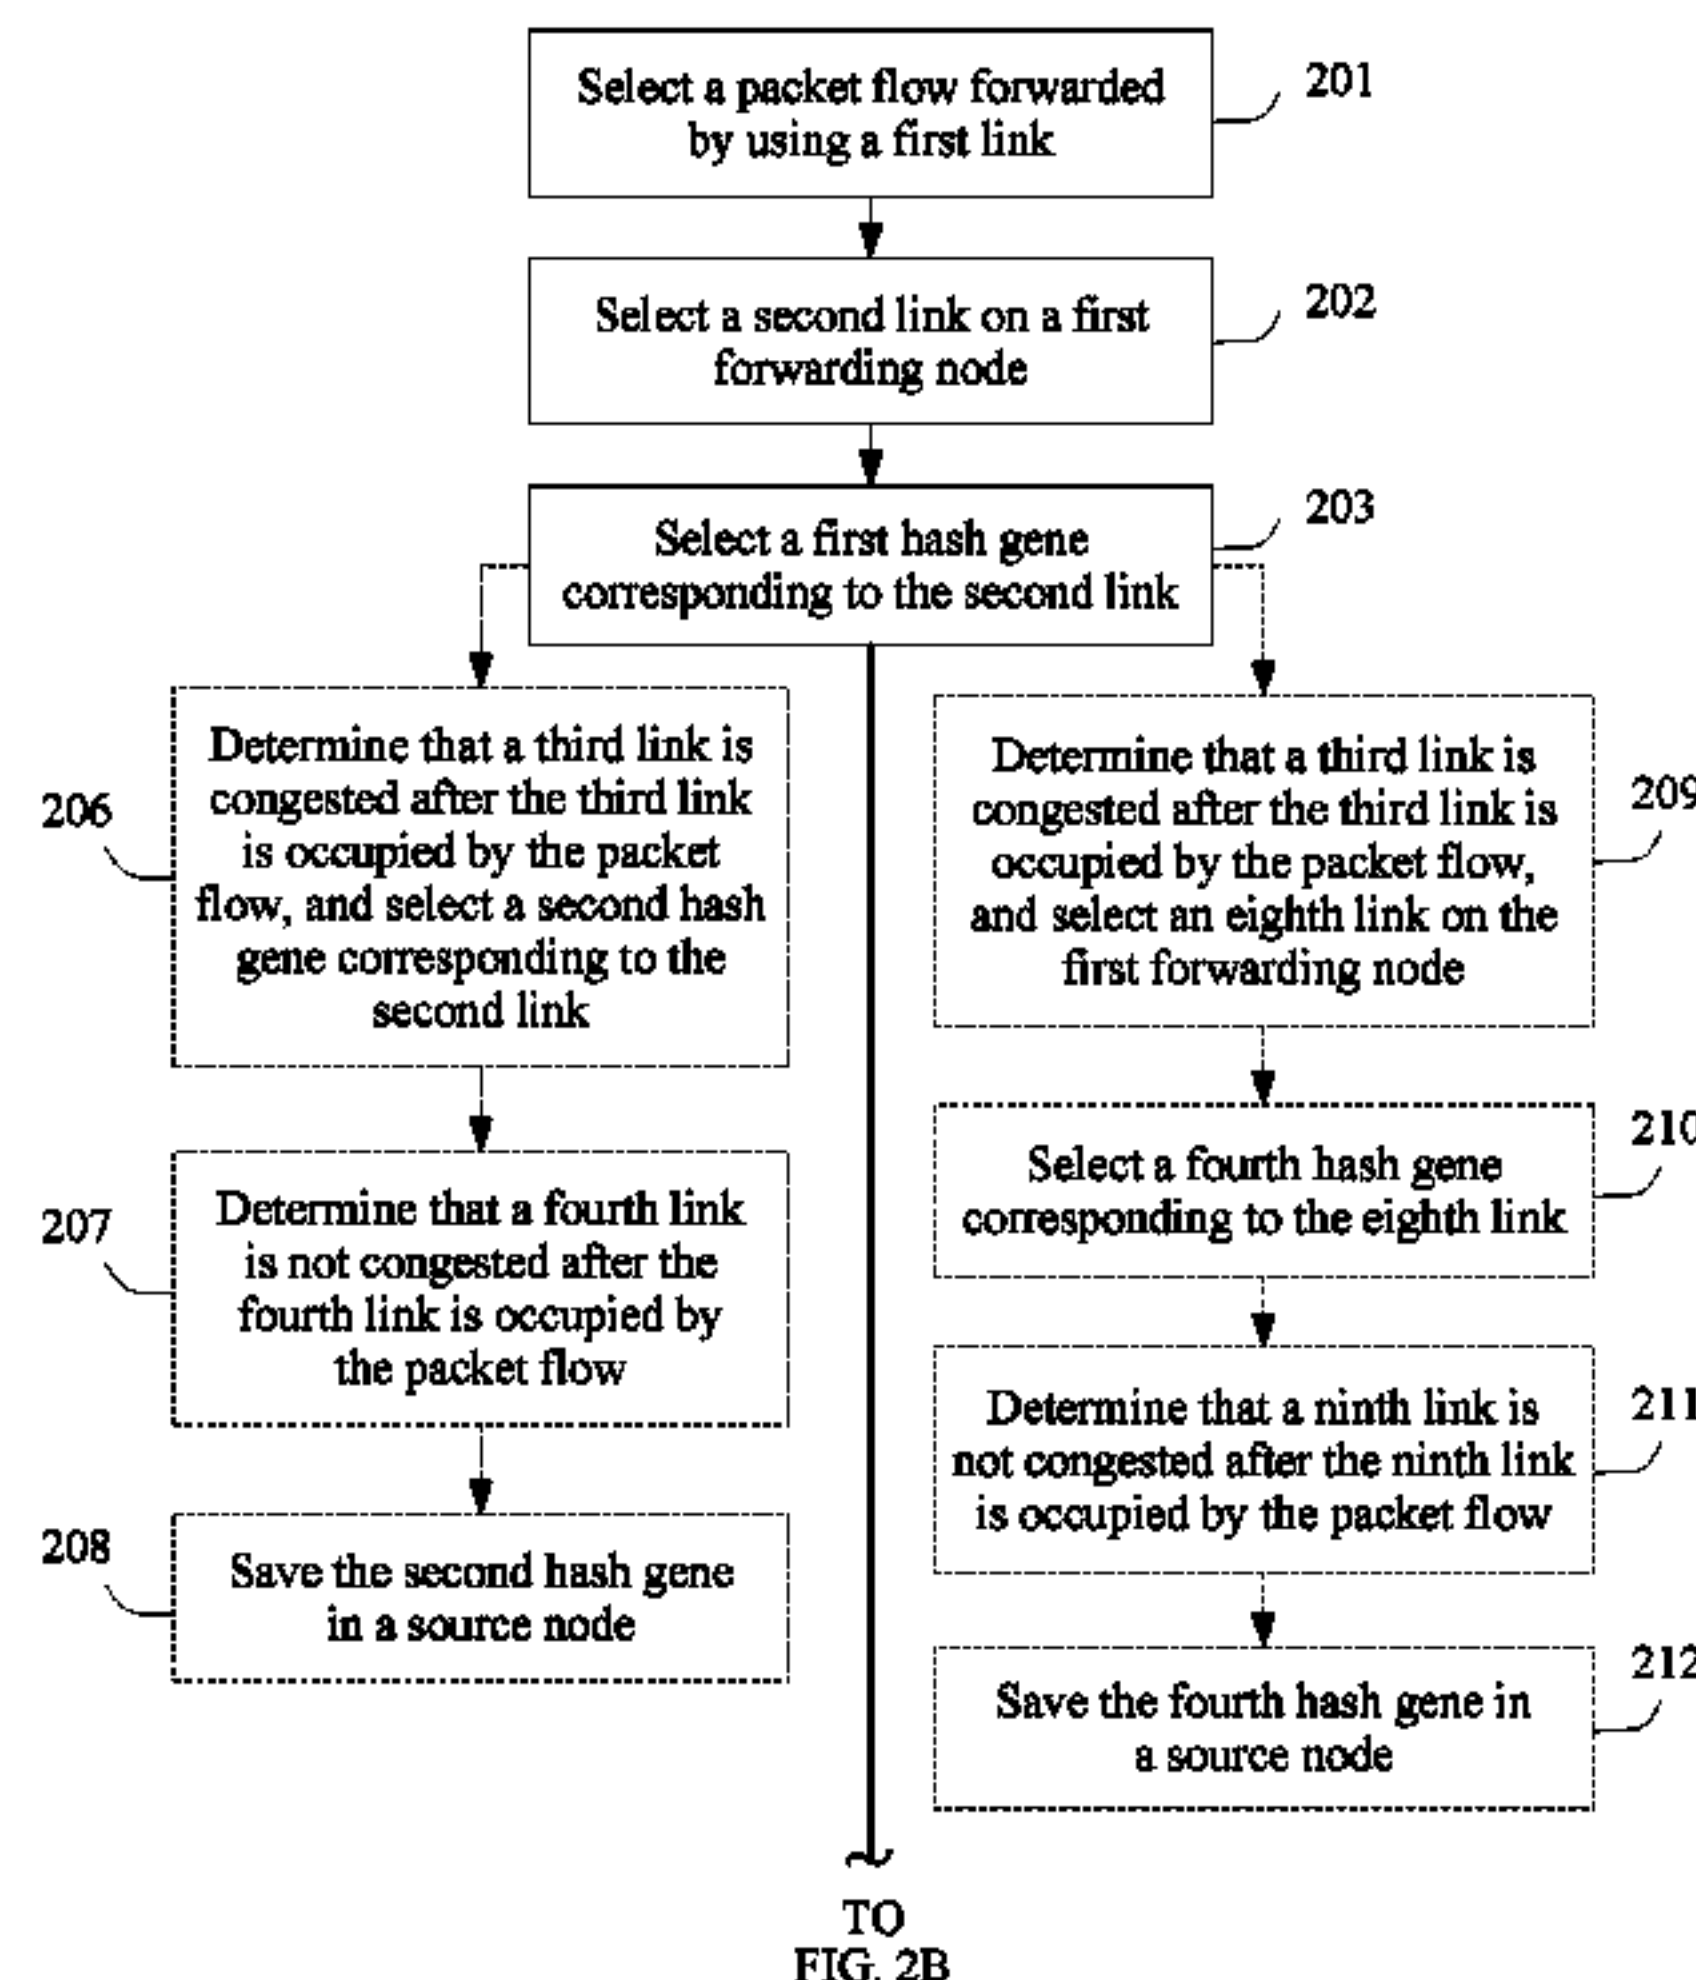 Select a packet flow forwarded
by using a first link
201
Select a second link on a first
forwarding node
202
Select a first hash gene
corresponding to the second link
203
Determine that a third link is
congested after the third link
is occupied by the packet
flow, and select a second hash
gene corresponding to the
second link
206
Determine that a fourth link
is not congested after the
fourth link is occupied by
the packet flow
207
Save the second hash gene
in a source node
208
Determine that a third link is
congested after the third link is
occupied by the packet flow,
and select an eighth link on the
first forwarding node
209
Select a fourth hash gene
corresponding to the eighth link
210
Determine that a ninth link is
not congested after the ninth link
is occupied by the packet flow
211
Save the fourth hash gene in
a source node
212
TO
FIG. 2B